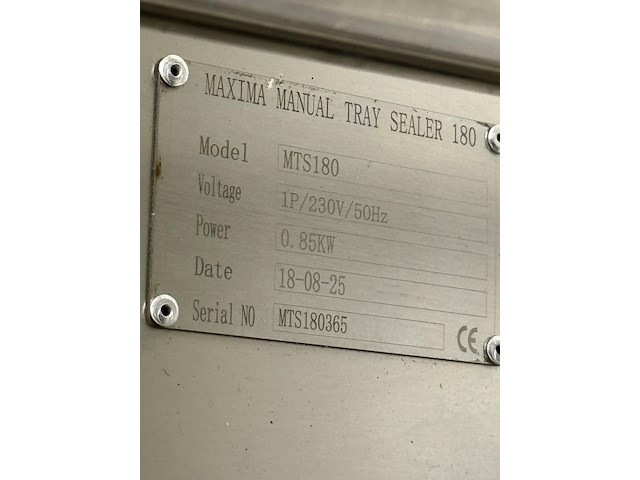 MAXIMA MANUAL TRAY SEALER 180
Model MTS180
Voltage 1P/230V/50Hz
Power 0.85KW
Date 18-08-25
Serial NO MTS180365
CE